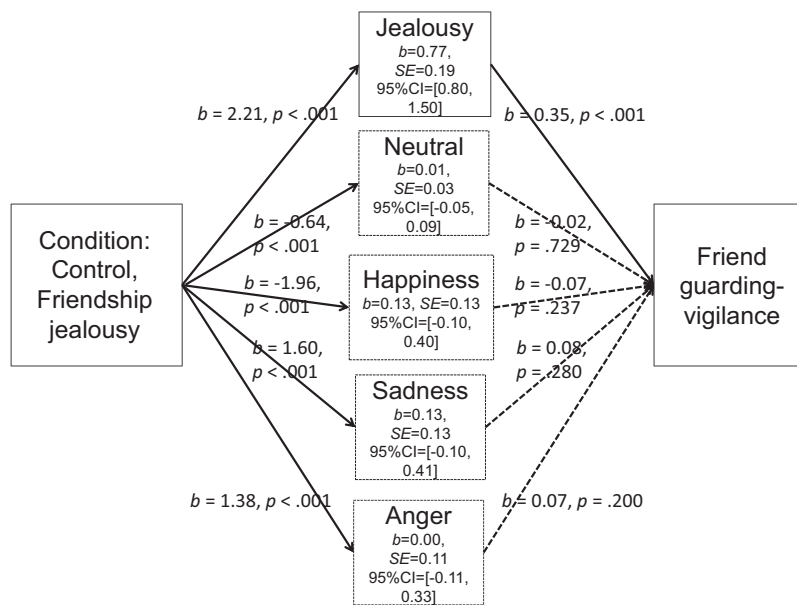 Jealousy
b=0.77,
SE=0.19
95%CI=[0.80,
1.50]
b = 2.21, p < .001
b = 0.35, p < .001
Neutral
b=0.01,
SE=0.03
95%CI=[-0.05,
0.09]
b = -0.64,
p < .001
b = -0.02,
p = .729
Condition:
Control,
Friendship
jealousy
Happiness
b=0.13, SE=0.13
95%CI=[-0.10,
0.40]
b = -1.96,
p < .001
b = -0.07,
p = .237
Friend
guarding-
vigilance
b = 1.60,
p < .001
b = 0.08,
p = .280
Sadness
b=0.13,
SE=0.13
95%CI=[-0.10,
0.41]
b = 1.38, p < .001
b = 0.07, p = .200
Anger
b=0.00,
SE=0.11
95%CI=[-0.11,
0.33]